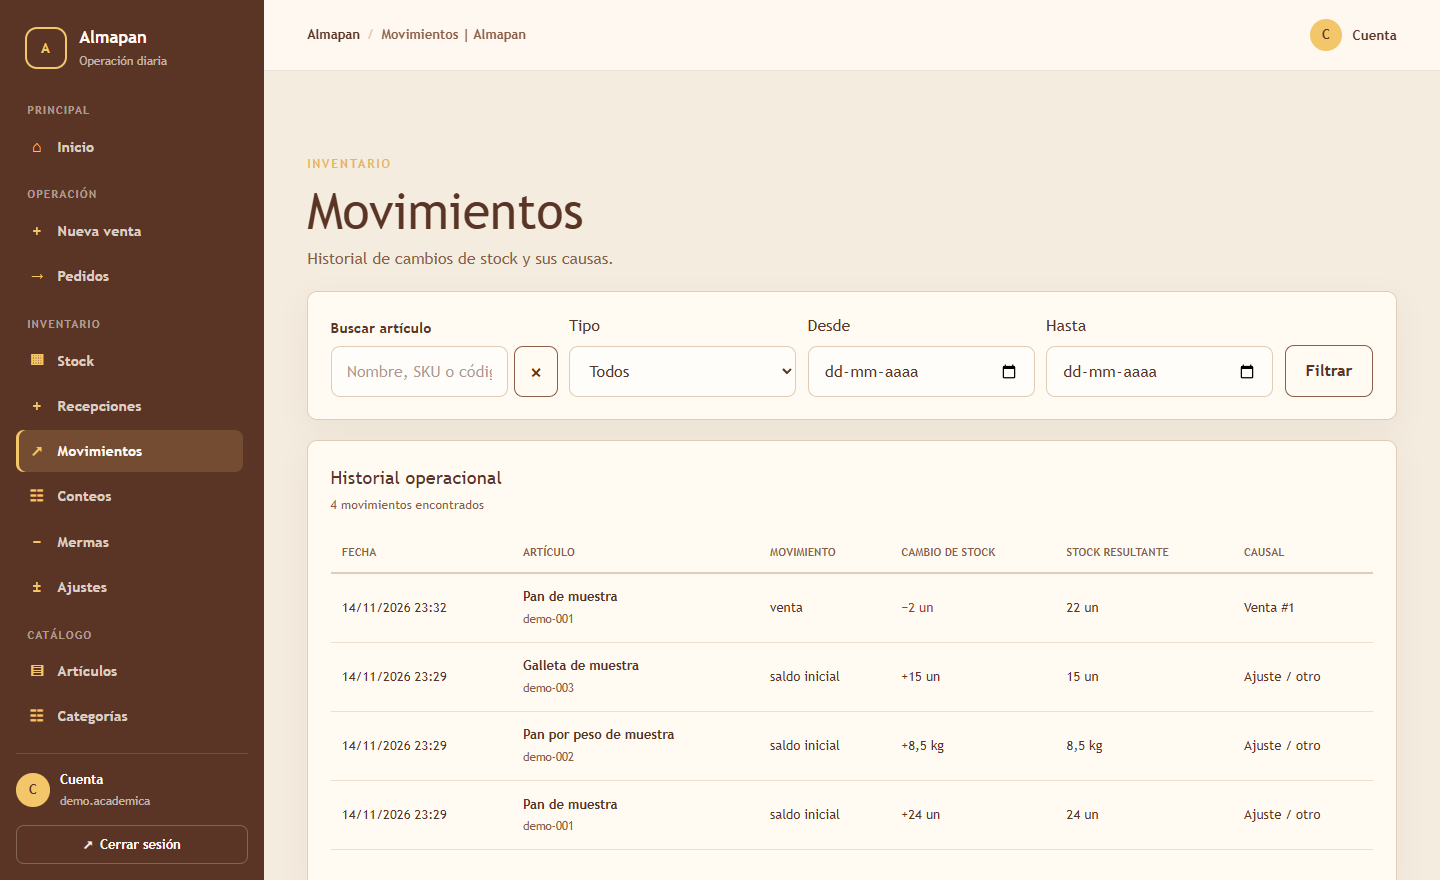 A
Almapan
Operación diaria
PRINCIPAL
Inicio
OPERACIÓN
+ Nueva venta
→ Pedidos
INVENTARIO
Stock
+ Recepciones
↗ Movimientos
Conteos
− Mermas
± Ajustes
CATÁLOGO
Artículos
Categorías
C
Cuenta
demo.academica
↗ Cerrar sesión
Almapan / Movimientos | Almapan
C Cuenta
INVENTARIO
Movimientos
Historial de cambios de stock y sus causas.
Buscar artículo Tipo Desde Hasta
Nombre, SKU o códig × Todos dd-mm-aaaa dd-mm-aaaa Filtrar
Historial operacional
4 movimientos encontrados
FECHA ARTÍCULO MOVIMIENTO CAMBIO DE STOCK STOCK RESULTANTE CAUSAL
14/11/2026 23:32 Pan de muestra venta −2 un 22 un Venta #1
demo-001
14/11/2026 23:29 Galleta de muestra saldo inicial +15 un 15 un Ajuste / otro
demo-003
14/11/2026 23:29 Pan por peso de muestra saldo inicial +8,5 kg 8,5 kg Ajuste / otro
demo-002
14/11/2026 23:29 Pan de muestra saldo inicial +24 un 24 un Ajuste / otro
demo-001